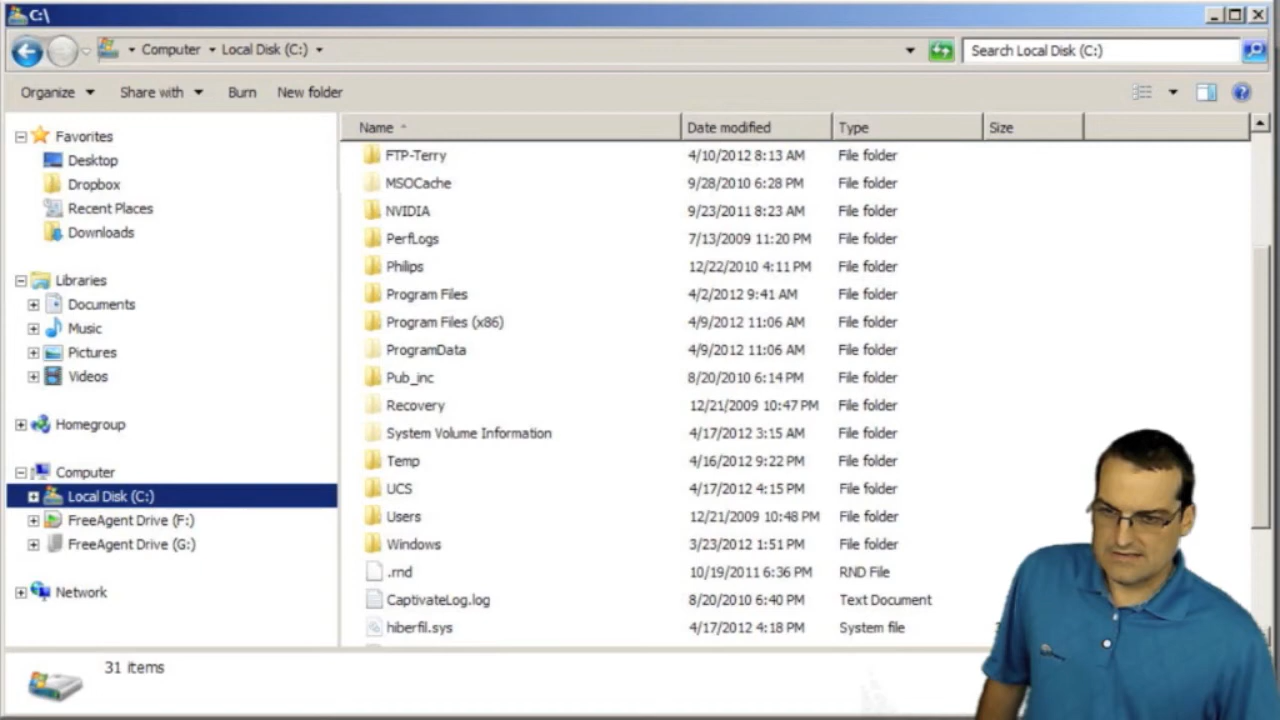 C:\
Computer Local Disk (C:)
Search Local Disk (C:)
Organize Share with Burn New folder
Favorites
Desktop
Dropbox
Recent Places
Downloads
Libraries
Documents
Music
Pictures
Videos
Homegroup
Computer
Local Disk (C:)
FreeAgent Drive (F:)
FreeAgent Drive (G:)
Network
Name Date modified Type Size
FTP-Terry 4/10/2012 8:13 AM File folder
MSOCache 9/28/2010 6:28 PM File folder
NVIDIA 9/23/2011 8:23 AM File folder
PerfLogs 7/13/2009 11:20 PM File folder
Philips 12/22/2010 4:11 PM File folder
Program Files 4/2/2012 9:41 AM File folder
Program Files (x86) 4/9/2012 11:06 AM File folder
ProgramData 4/9/2012 11:06 AM File folder
Pub_inc 8/20/2010 6:14 PM File folder
Recovery 12/21/2009 10:47 PM File folder
System Volume Information 4/17/2012 3:15 AM File folder
Temp 4/16/2012 9:22 PM File folder
UCS 4/17/2012 4:15 PM File folder
Users 12/21/2009 10:48 PM File folder
Windows 3/23/2012 1:51 PM File folder
.rnd 10/19/2011 6:36 PM RND File
CaptivateLog.log 8/20/2010 6:40 PM Text Document
hiberfil.sys 4/17/2012 4:18 PM System file
31 items